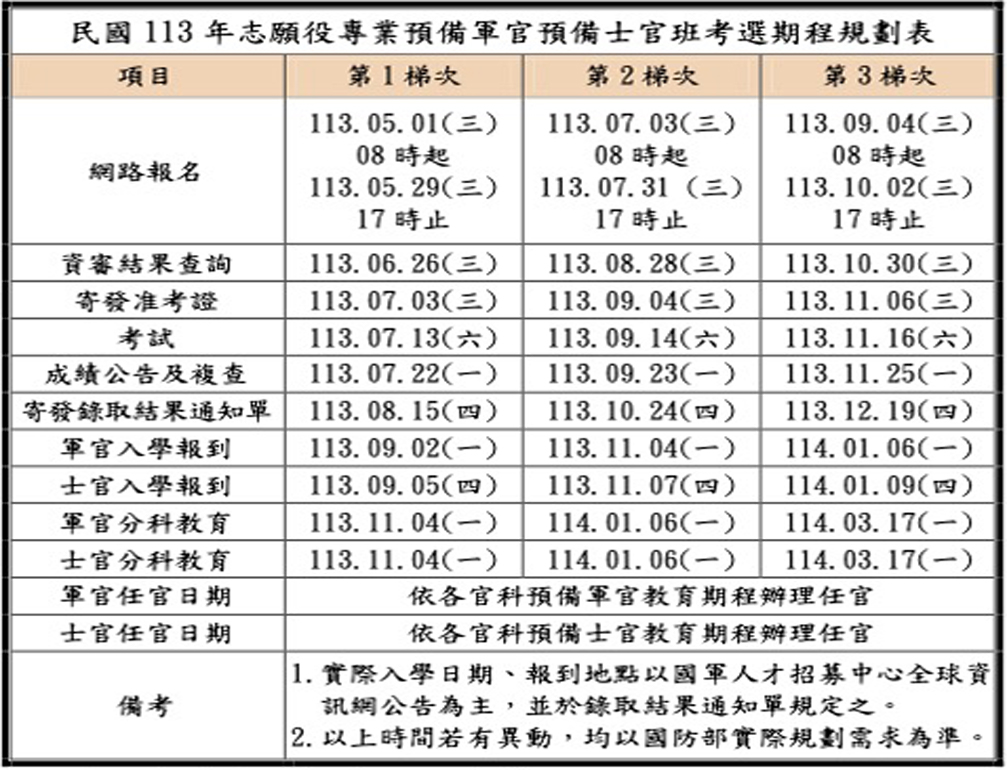 民國 113 年志願役專業預備軍官預備士官班考選期程規劃表
項目 第 1 梯次 第 2 梯次 第 3 梯次
網路報名
113.05.01(三) 113.07.03(三) 113.09.04(三)
08 時起 08 時起 08 時起
113.05.29(三) 113.07.31 (三) 113.10.02(三)
17 時止 17 時止 17 時止
資審結果查詢 113.06.26(三) 113.08.28(三) 113.10.30(三)
寄發准考證 113.07.03(三) 113.09.04(三) 113.11.06(三)
考試 113.07.13(六) 113.09.14(六) 113.11.16(六)
成績公告及複查 113.07.22(一) 113.09.23(一) 113.11.25(一)
寄發錄取結果通知單 113.08.15(四) 113.10.24(四) 113.12.19(四)
軍官入學報到 113.09.02(一) 113.11.04(一) 114.01.06(一)
士官入學報到 113.09.05(四) 113.11.07(四) 114.01.09(四)
軍官分科教育 113.11.04(一) 114.01.06(一) 114.03.17(一)
士官分科教育 113.11.04(一) 114.01.06(一) 114.03.17(一)
軍官任官日期 依各官科預備軍官教育期程辦理任官
士官任官日期 依各官科預備士官教育期程辦理任官
備考
1. 實際入學日期、報到地點以國軍人才招募中心全球資
訊網公告為主，並於錄取結果通知單規定之。
2. 以上時間若有異動，均以國防部實際規劃需求為準。